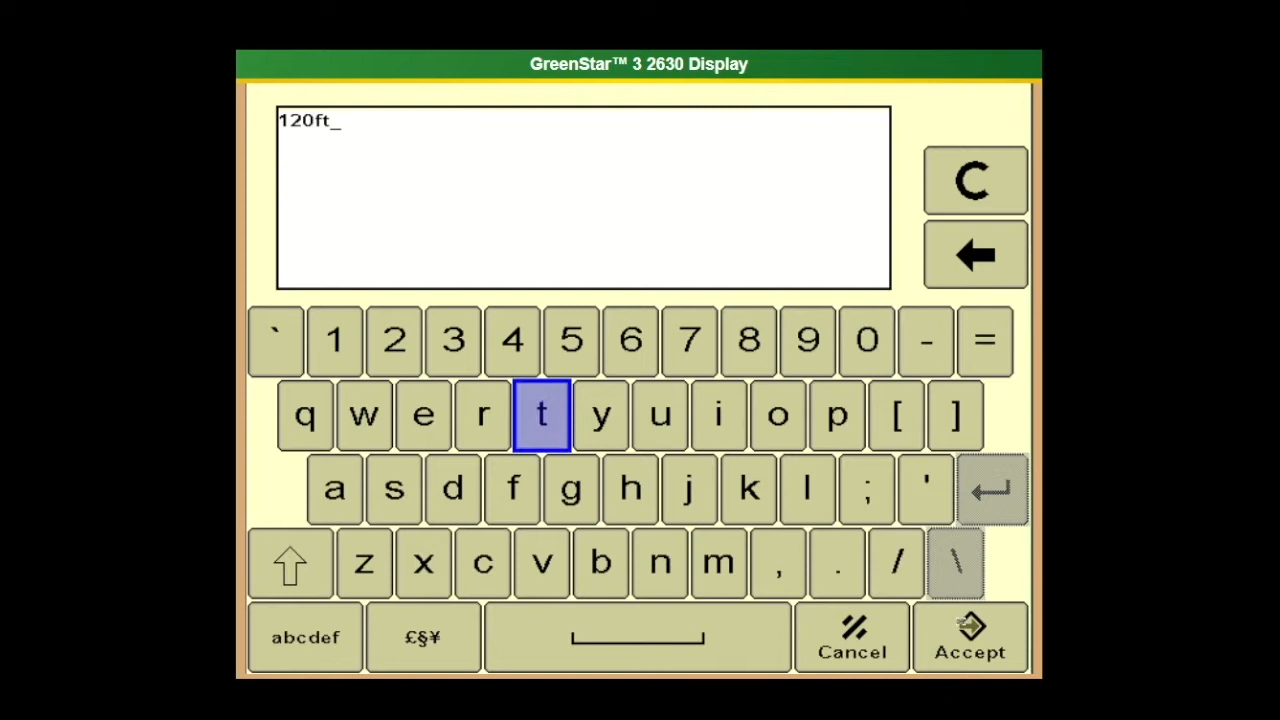 GreenStar™ 3 2630 Display
120ft_
C
` 1 2 3 4 5 6 7 8 9 0 - =
q w e r t y u i o p [ ]
a s d f g h j k l ; '
z x c v b n m , . / \
abcdef £§¥ Cancel Accept